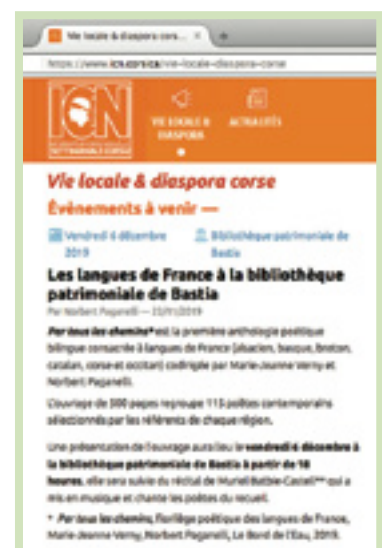 Vie locale & diaspora cors... ×
https://www.icn.corsica/vie-locale-diaspora-corse
ICN
VIE LOCALE & DIASPORA
ACTUALITÉS
SETTIMANALE CORSE
Vie locale & diaspora corse
Évènements à venir —
Vendredi 6 décembre 2019
Bibliothèque patrimoniale de Bastia
Les langues de France à la bibliothèque
patrimoniale de Bastia
Par Norbert Paganelli —
Par tous les chemins* est la première anthologie poétique
bilingue consacrée à langues de France (alsacien, basque, breton,
catalan, corse et occitan) codirigée par Marie-Jeanne Verny et
Norbert Paganelli.
L'ouvrage de 500 pages regroupe 113 poètes contemporains
sélectionnés par les référents de chaque région.
Une présentation de l'ouvrage aura lieu le vendredi 6 décembre à
la bibliothèque patrimoniale de Bastia à partir de 18
heures, elle sera suivie du récital de Muriel Batbie-Castell** qui a
mis en musique et chante les poètes du recueil.
* Par tous les chemins, florilège poétique des langues de France,
Marie-Jeanne Verny, Norbert Paganelli, Le Bord de l'Eau, 2019.